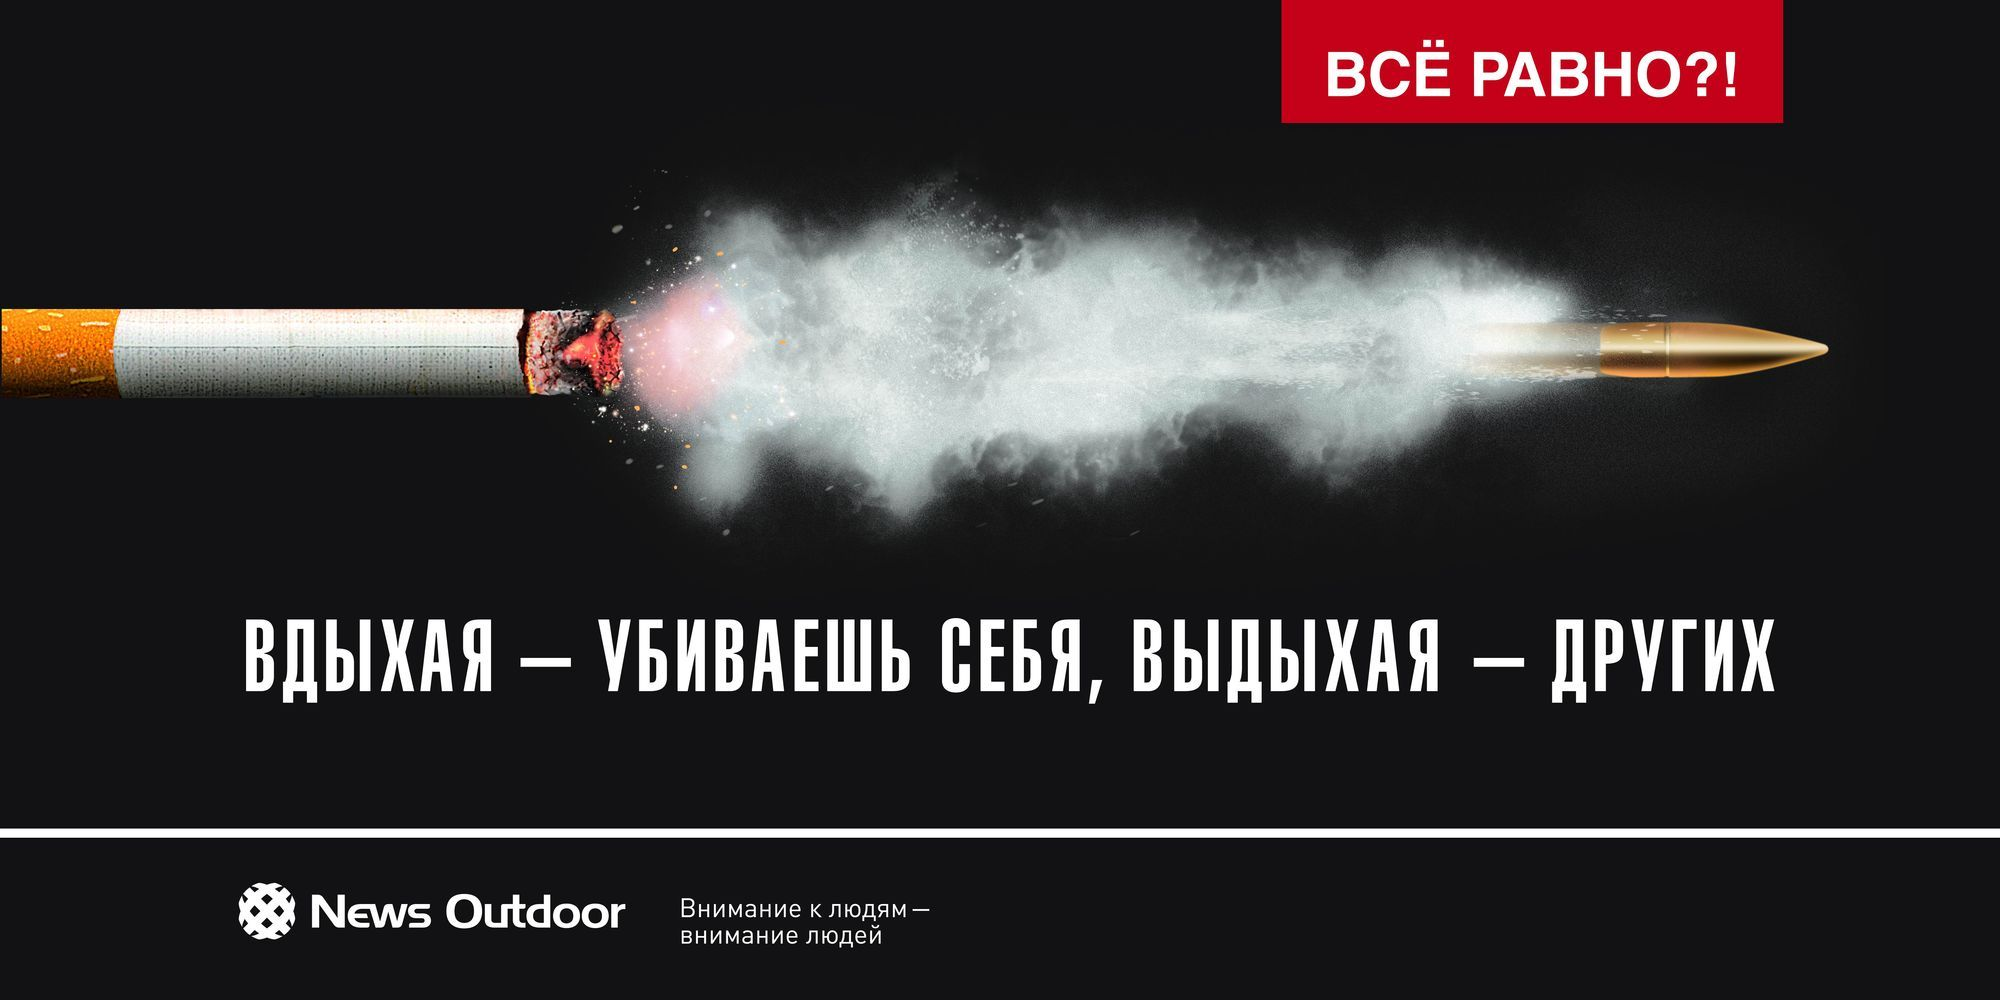 ВСЁ РАВНО?!
ВДЫХАЯ – УБИВАЕШЬ СЕБЯ, ВЫДЫХАЯ – ДРУГИХ
News Outdoor
Внимание к людям –
внимание людей